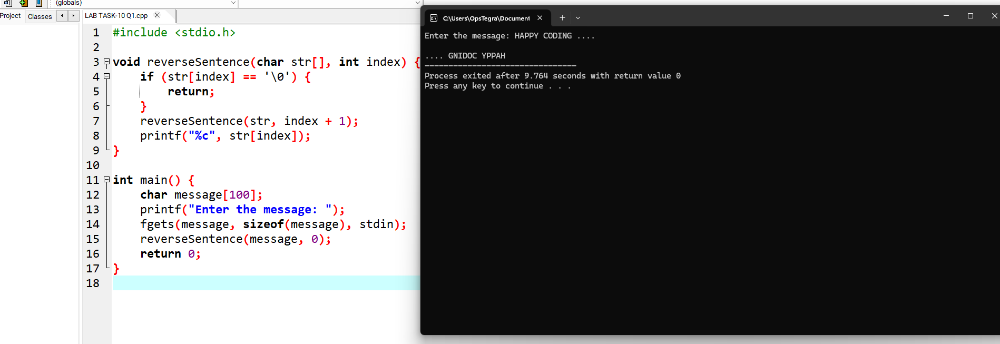 (globals)
Project Classes
LAB TASK-10 Q1.cpp
1 #include <stdio.h>
2
3 void reverseSentence(char str[], int index) {
4     if (str[index] == '\0') {
5         return;
6     }
7     reverseSentence(str, index + 1);
8     printf("%c", str[index]);
9 }
10
11 int main() {
12     char message[100];
13     printf("Enter the message: ");
14     fgets(message, sizeof(message), stdin);
15     reverseSentence(message, 0);
16     return 0;
17 }
18
C:\Users\OpsTegra\Document
Enter the message: HAPPY CODING ....
.... GNIDOC YPPAH
--------------------------------
Process exited after 9.764 seconds with return value 0
Press any key to continue . . .